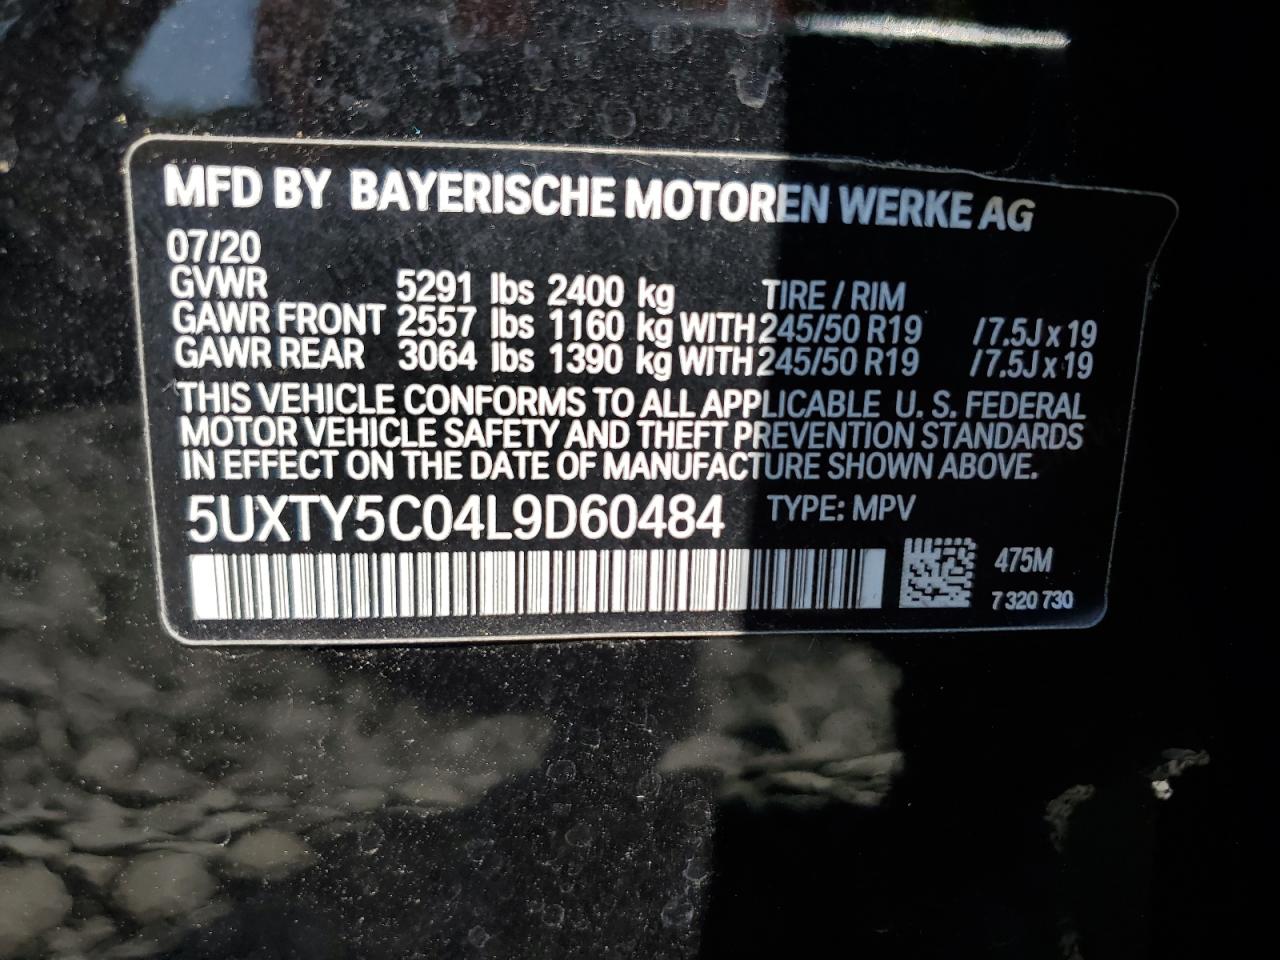 MFD BY BAYERISCHE MOTOREN WERKE AG
07/20
GVWR 5291 lbs 2400 kg TIRE / RIM
GAWR FRONT 2557 lbs 1160 kg WITH 245/50 R19 /7.5J x 19
GAWR REAR 3064 lbs 1390 kg WITH 245/50 R19 /7.5J x 19
THIS VEHICLE CONFORMS TO ALL APPLICABLE U. S. FEDERAL
MOTOR VEHICLE SAFETY AND THEFT PREVENTION STANDARDS
IN EFFECT ON THE DATE OF MANUFACTURE SHOWN ABOVE.
5UXTY5C04L9D60484 TYPE: MPV
475M
7 320 730